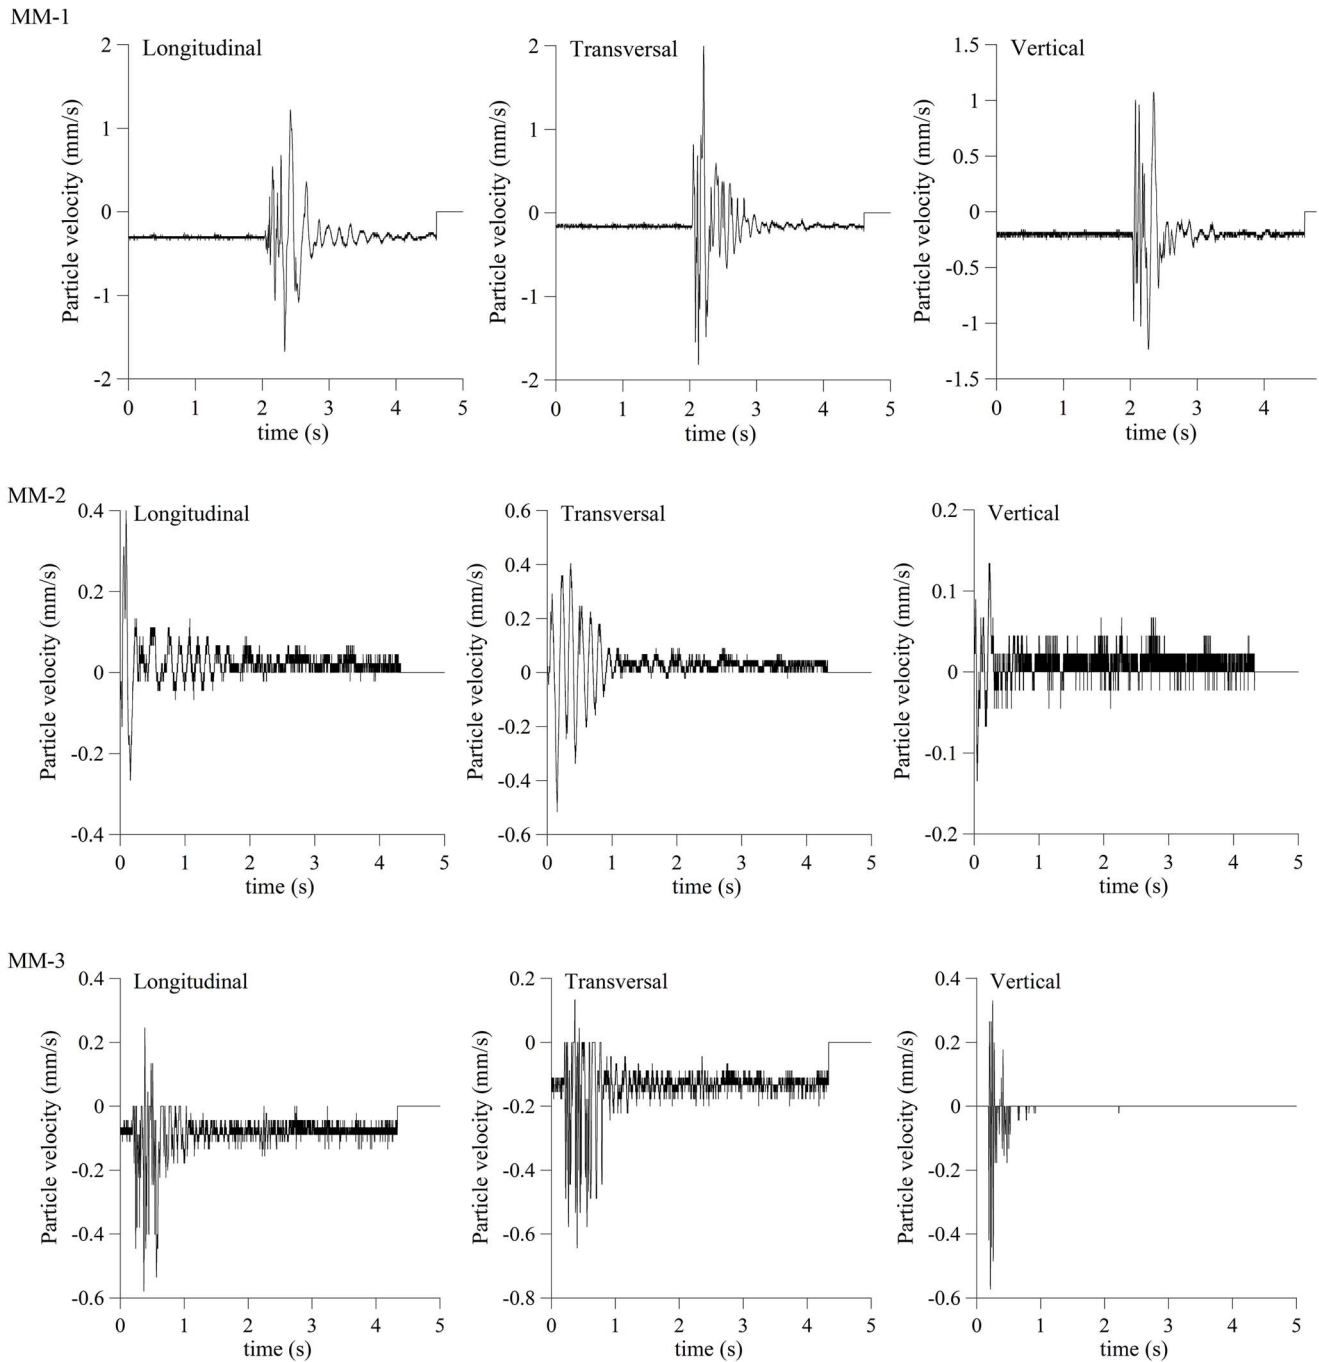 MM-1
Longitudinal
Particle velocity (mm/s)
2
1
0
-1
-2
0 1 2 3 4 5
time (s)
Transversal
Particle velocity (mm/s)
2
1
0
-1
-2
0 1 2 3 4 5
time (s)
Vertical
Particle velocity (mm/s)
1.5
1
0.5
0
-0.5
-1
-1.5
0 1 2 3 4
time (s)
MM-2
Longitudinal
Particle velocity (mm/s)
0.4
0.2
0
-0.2
-0.4
0 1 2 3 4 5
time (s)
Transversal
Particle velocity (mm/s)
0.6
0.4
0.2
0
-0.2
-0.4
-0.6
0 1 2 3 4 5
time (s)
Vertical
Particle velocity (mm/s)
0.2
0.1
0
-0.1
-0.2
0 1 2 3 4 5
time (s)
MM-3
Longitudinal
Particle velocity (mm/s)
0.4
0.2
0
-0.2
-0.4
-0.6
0 1 2 3 4 5
time (s)
Transversal
Particle velocity (mm/s)
0.2
0
-0.2
-0.4
-0.6
-0.8
0 1 2 3 4 5
time (s)
Vertical
Particle velocity (mm/s)
0.4
0.2
0
-0.2
-0.4
-0.6
0 1 2 3 4 5
time (s)